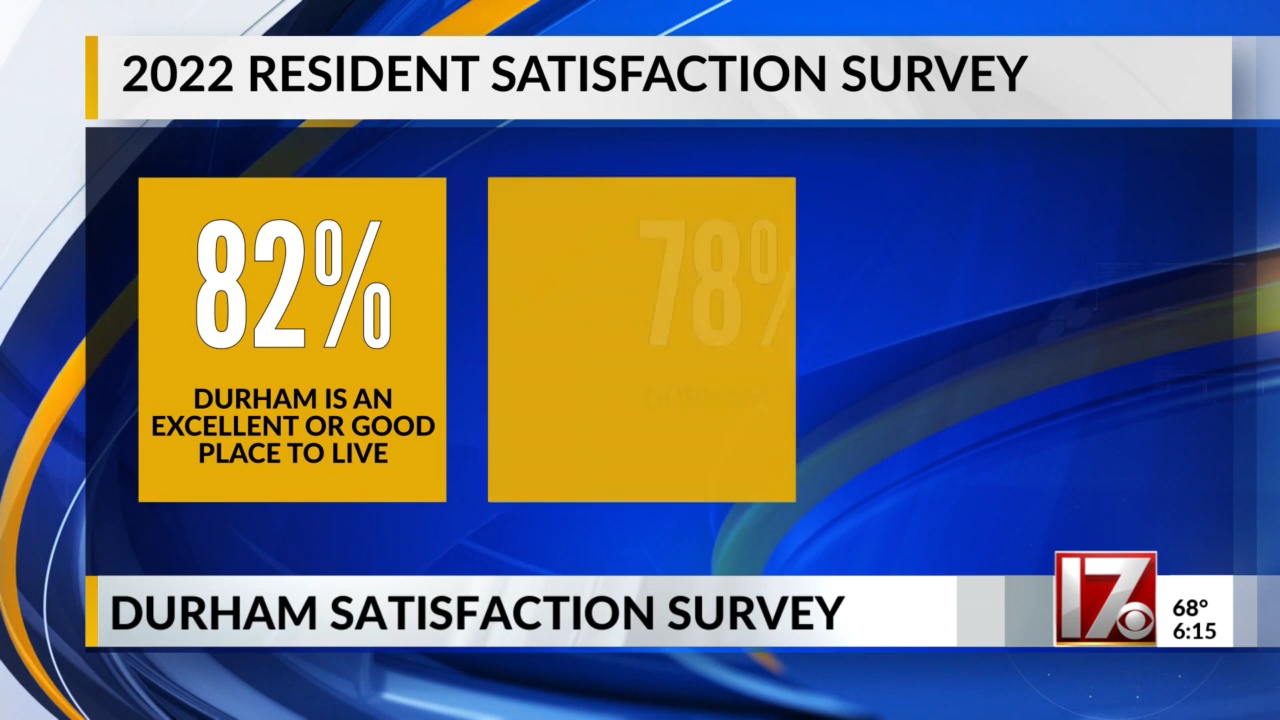 2022 RESIDENT SATISFACTION SURVEY
82%
DURHAM IS AN
EXCELLENT OR GOOD
PLACE TO LIVE
78%
DURHAM SATISFACTION SURVEY
17
68°
6:15